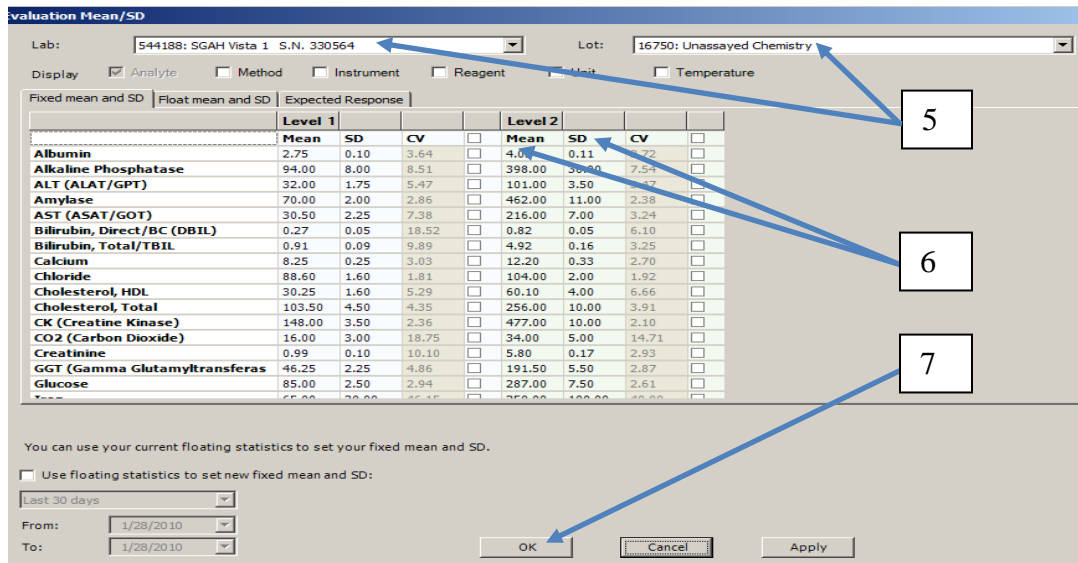 Evaluation Mean/SD
Lab: 544188: SGAH Vista 1 S.N. 330564 Lot: 16750: Unassayed Chemistry
Display Analyte Method Instrument Reagent Unit Temperature
Fixed mean and SD Float mean and SD Expected Response
5
Level 1 Level 2
Mean SD CV Mean SD CV
Albumin 2.75 0.10 3.64 0.11
Alkaline Phosphatase 94.00 8.00 8.51 398.00 7.54
ALT (ALAT/GPT) 32.00 1.75 5.47 101.00 3.50
Amylase 70.00 2.00 2.86 462.00 11.00 2.38
AST (ASAT/GOT) 30.50 2.25 7.38 216.00 7.00 3.24
Bilirubin, Direct/BC (DBIL) 0.27 0.05 18.52 0.82 0.05 6.10
Bilirubin, Total/TBIL 0.91 0.09 9.89 4.92 0.16 3.25
Calcium 8.25 0.25 3.03 12.20 0.33 2.70
6
Chloride 88.60 1.60 1.81 104.00 2.00 1.92
Cholesterol, HDL 30.25 1.60 5.29 60.10 4.00 6.66
Cholesterol, Total 103.50 4.50 4.35 256.00 10.00 3.91
CK (Creatine Kinase) 148.00 3.50 2.36 477.00 10.00 2.10
CO2 (Carbon Dioxide) 16.00 3.00 18.75 34.00 5.00 14.71
Creatinine 0.99 0.10 10.10 5.80 0.17 2.93
7
GGT (Gamma Glutamyltransferas 46.25 2.25 4.86 191.50 5.50 2.87
Glucose 85.00 2.50 2.94 287.00 7.50 2.61
You can use your current floating statistics to set your fixed mean and SD.
Use floating statistics to set new fixed mean and SD:
Last 30 days
From: 1/28/2010
To: 1/28/2010
OK Cancel Apply